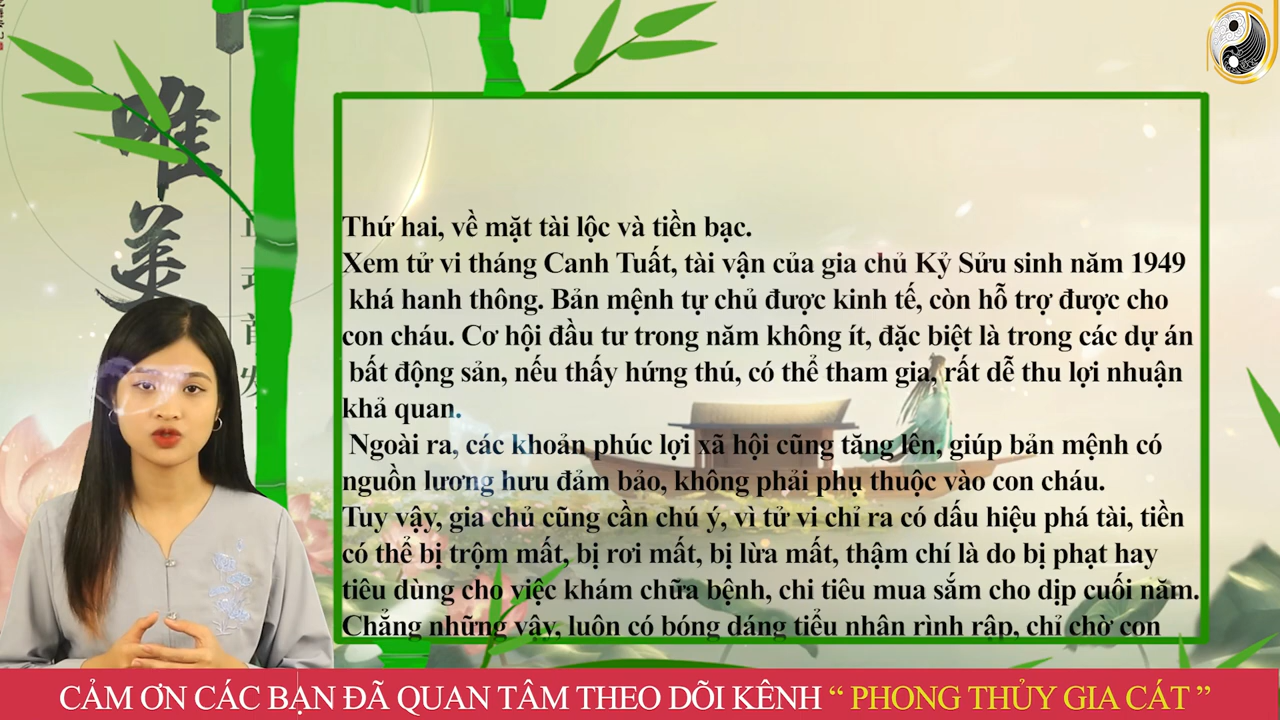 唯
美
Thứ hai, về mặt tài lộc và tiền bạc.
Xem tử vi tháng Canh Tuất, tài vận của gia chủ Kỷ Sửu sinh năm 1949
khá hanh thông. Bản mệnh tự chủ được kinh tế, còn hỗ trợ được cho
con cháu. Cơ hội đầu tư trong năm không ít, đặc biệt là trong các dự án
bất động sản, nếu thấy hứng thú, có thể tham gia, rất dễ thu lợi nhuận
khả quan.
Ngoài ra, các khoản phúc lợi xã hội cũng tăng lên, giúp bản mệnh có
nguồn lương hưu đảm bảo, không phải phụ thuộc vào con cháu.
Tuy vậy, gia chủ cũng cần chú ý, vì tử vi chỉ ra có dấu hiệu phá tài, tiền
có thể bị trộm mất, bị rơi mất, bị lừa mất, thậm chí là do bị phạt hay
tiêu dùng cho việc khám chữa bệnh, chi tiêu mua sắm cho dịp cuối năm.
Chẳng những vậy, luôn có bóng dáng tiểu nhân rình rập, chỉ chờ con
CẢM ƠN CÁC BẠN ĐÃ QUAN TÂM THEO DÕI KÊNH “ PHONG THỦY GIA CÁT ”